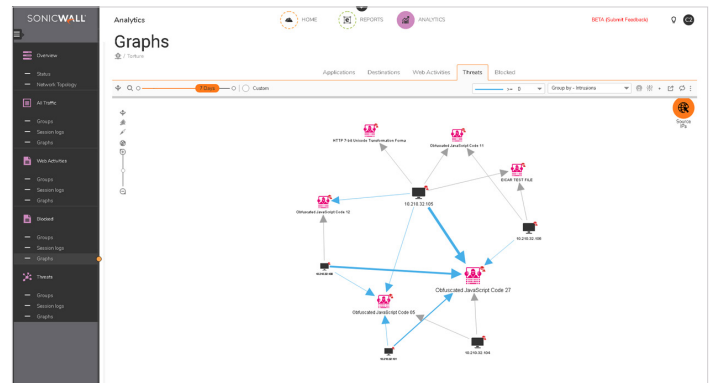 SONICWALL
Analytics
HOME
REPORTS
ANALYTICS
BETA (Submit Feedback)
Graphs
/ Texture
Applications
Destinations
Web Activities
Threats
Blocked
7 Days
Custom
>= 0
Group by - Intrusions
Source IPs
Overview
Status
Network Topology
All Traffic
Groups
Session logs
Graphs
Web Activities
Groups
Session logs
Graphs
Blocked
Groups
Session logs
Graphs
Threats
Groups
Session logs
Graphs
HTTP 7-bit Unicode Transformation Forma
Obfuscated JavaScript Code 11
EICAR TEST FILE
10.210.32.105
Obfuscated JavaScript Code 12
10.210.32.108
Obfuscated JavaScript Code 27
Obfuscated JavaScript Code 05
10.210.32.104